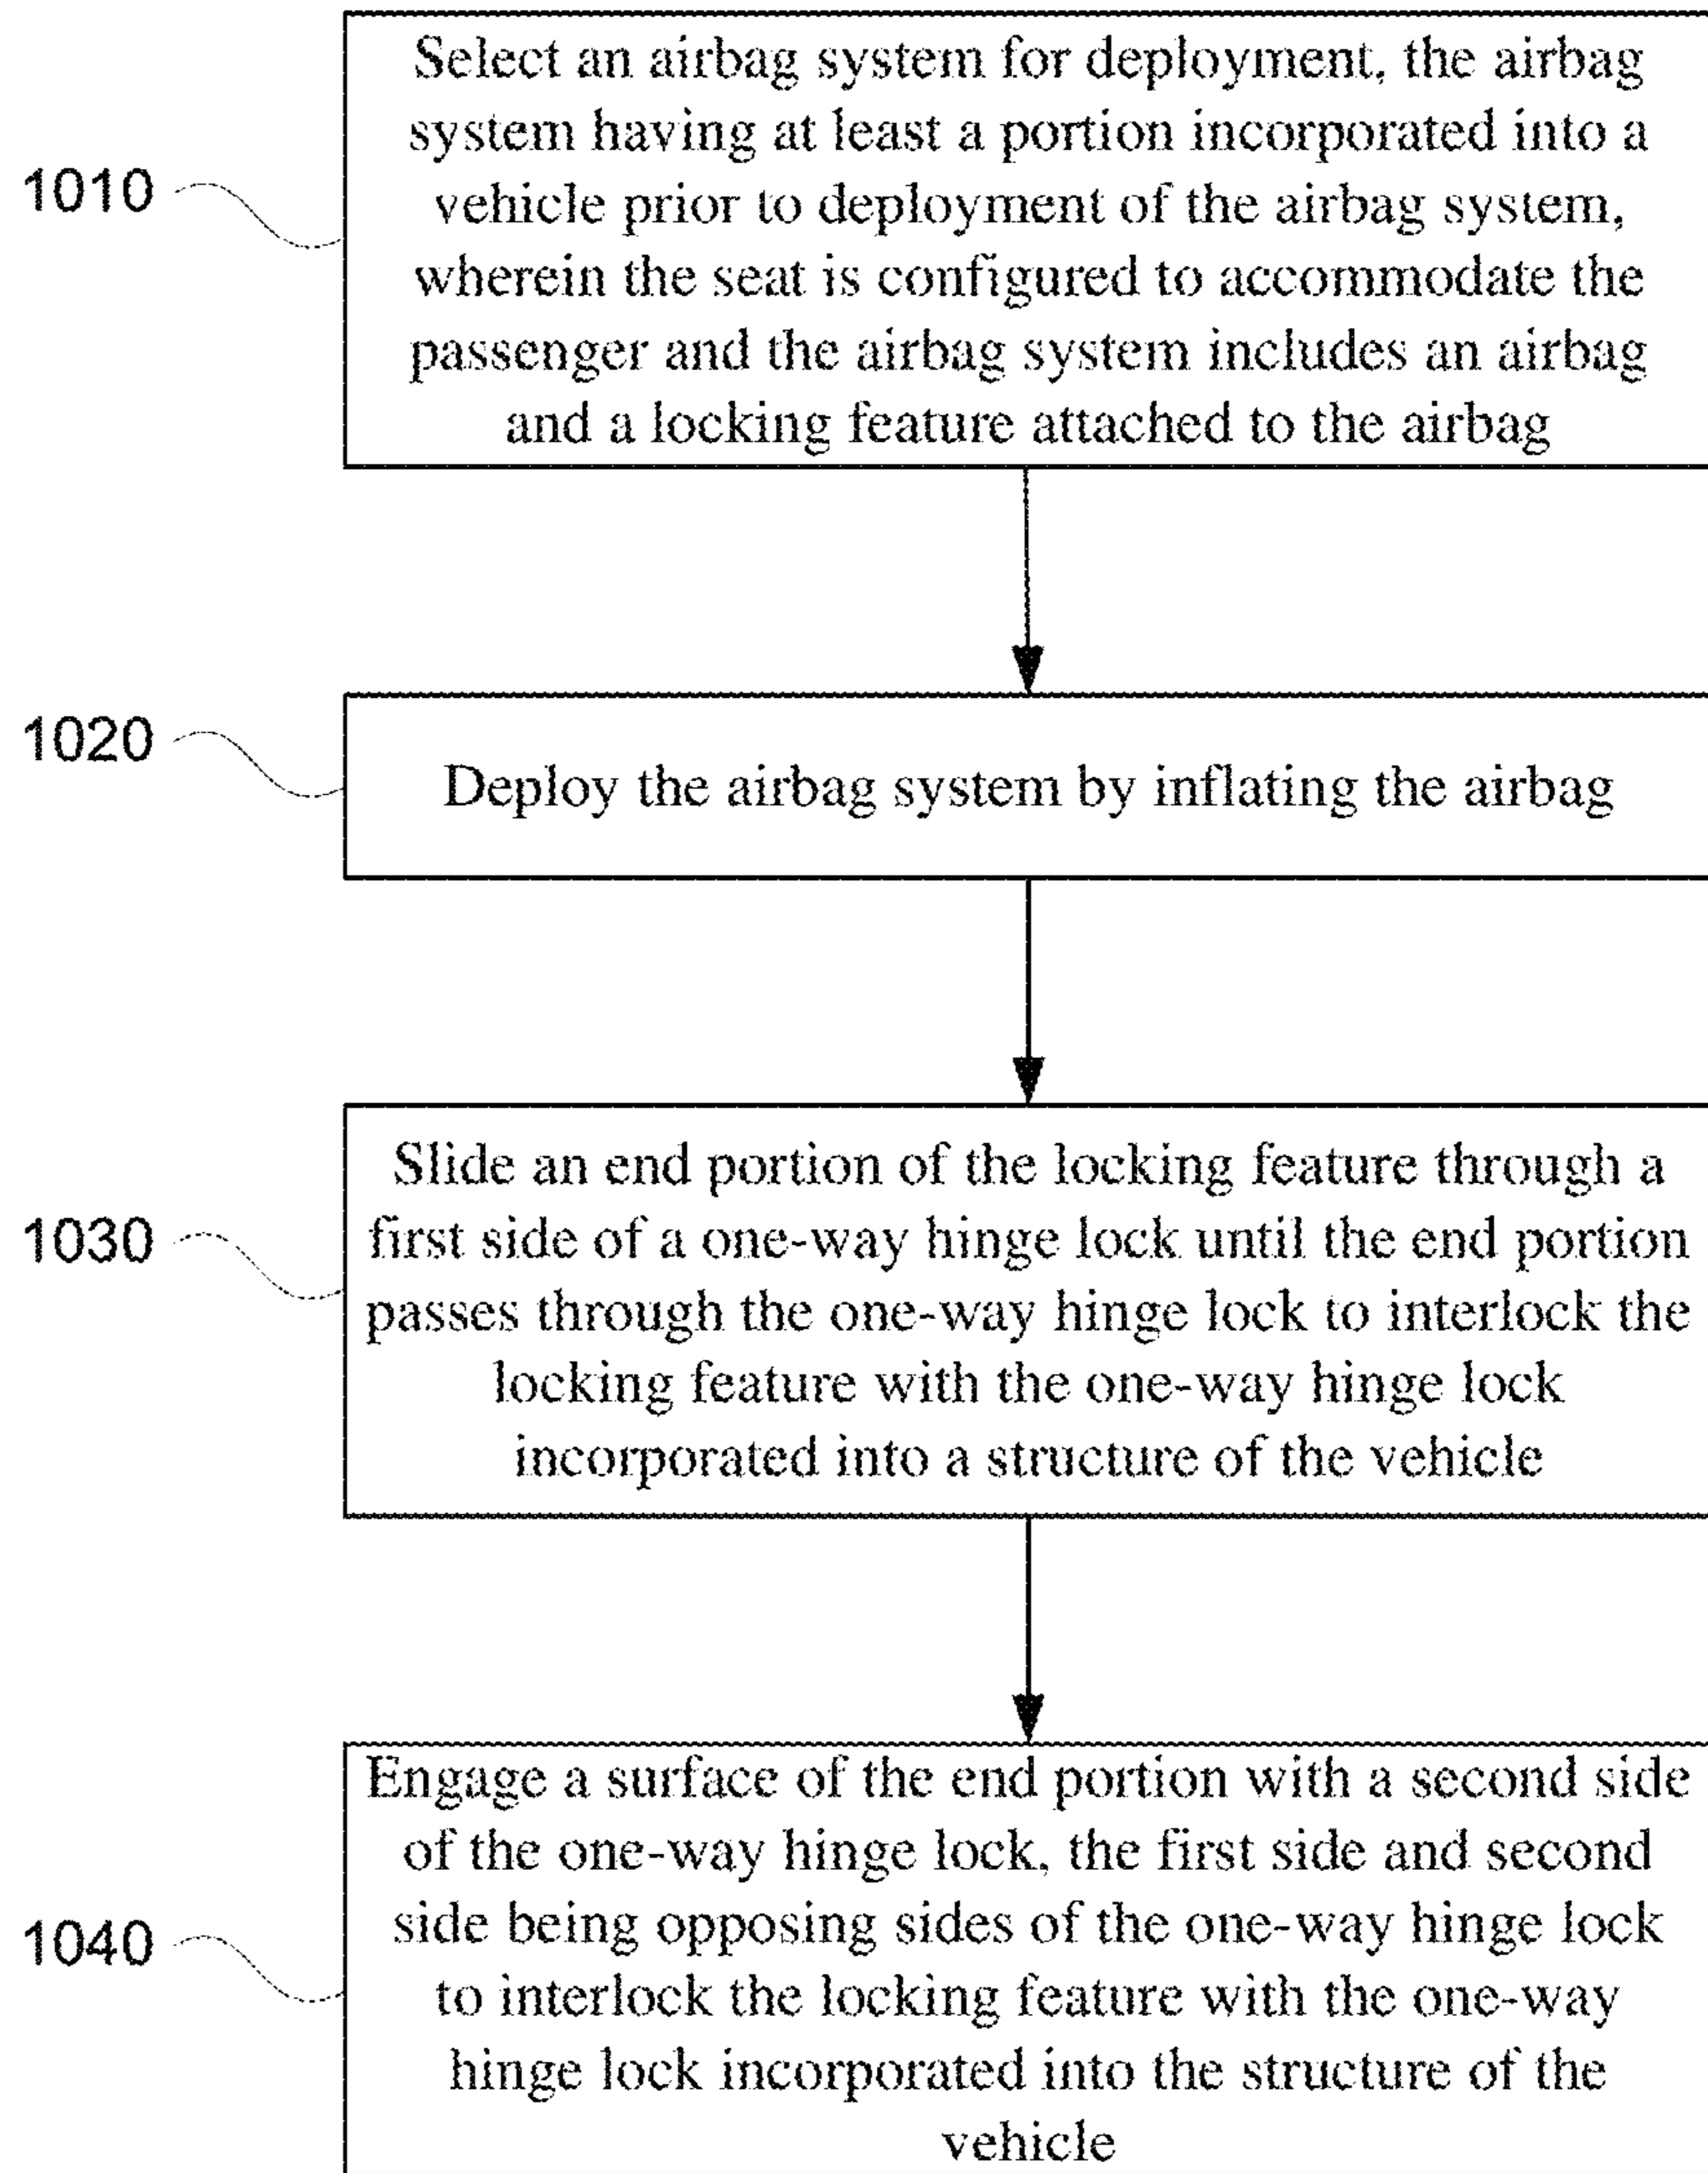 Select an airbag system for deployment, the airbag
system having at least a portion incorporated into a
1010
vehicle prior to deployment of the airbag system,
wherein the seat is configured to accommodate the
passenger and the airbag system includes an airbag
and a locking feature attached to the airbag
1020
Deploy the airbag system by inflating the airbag
Slide an end portion of the locking feature through a
1030
first side of a one-way hinge lock until the end portion
passes through the one-way hinge lock to interlock the
locking feature with the one-way hinge lock
incorporated into a structure of the vehicle
Engage a surface of the end portion with a second side
of the one-way hinge lock, the first side and second
side being opposing sides of the one-way hinge lock
1040
to interlock the locking feature with the one-way
hinge lock incorporated into the structure of the
vehicle